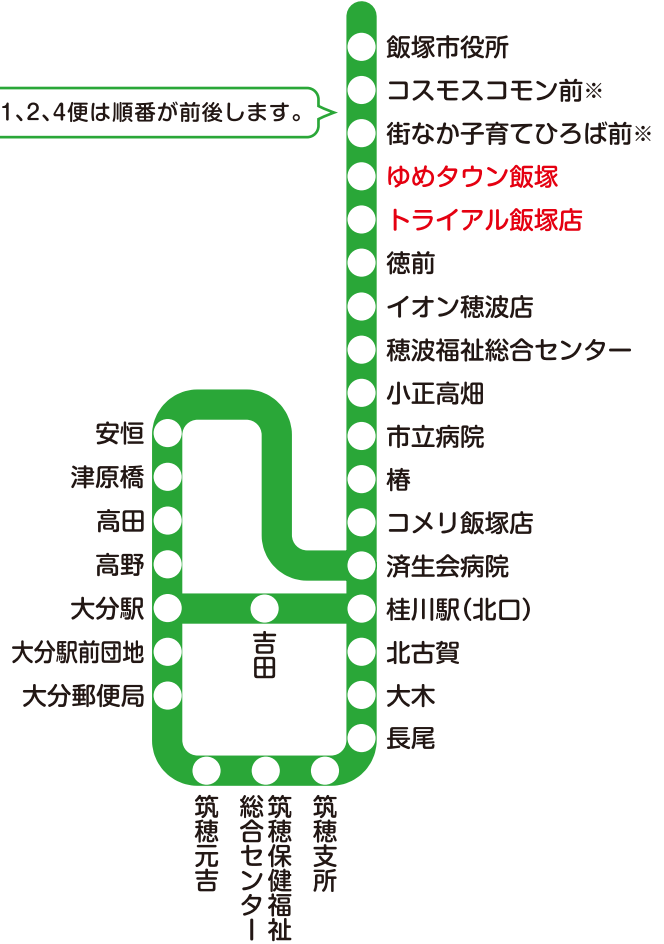 飯塚市役所
コスモスコモン前※
1、2、4便は順番が前後します。
街なか子育てひろば前※
ゆめタウン飯塚
トライアル飯塚店
徳前
イオン穂波店
穂波福祉総合センター
小正高畑
市立病院
椿
コメリ飯塚店
済生会病院
桂川駅（北口）
北古賀
大木
長尾
安恒
津原橋
高田
高野
大分駅
大分駅前団地
大分郵便局
吉田
筑穂支所
筑穂保健福祉
総合センター
筑穂元吉